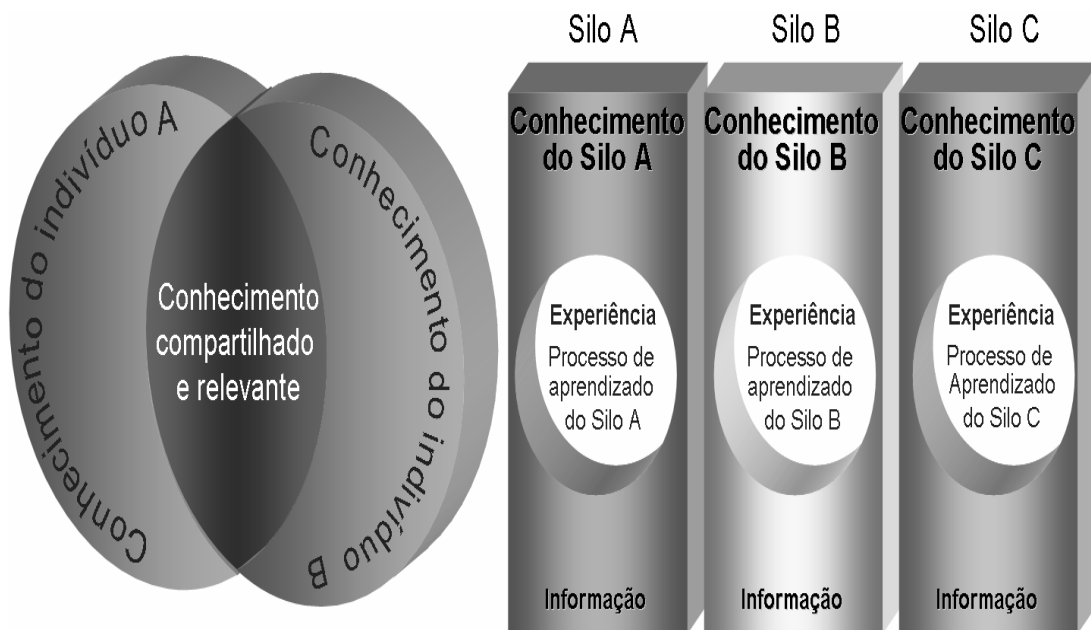 Conhecimento do indivíduo A
Conhecimento do indivíduo B
Conhecimento
compartilhado
e relevante
Silo A
Conhecimento
do Silo A
Experiência
Processo de
aprendizado
do Silo A
Informação
Silo B
Conhecimento
do Silo B
Experiência
Processo de
aprendizado
do Silo B
Informação
Silo C
Conhecimento
do Silo C
Experiência
Processo de
Aprendizado
do Silo C
Informação